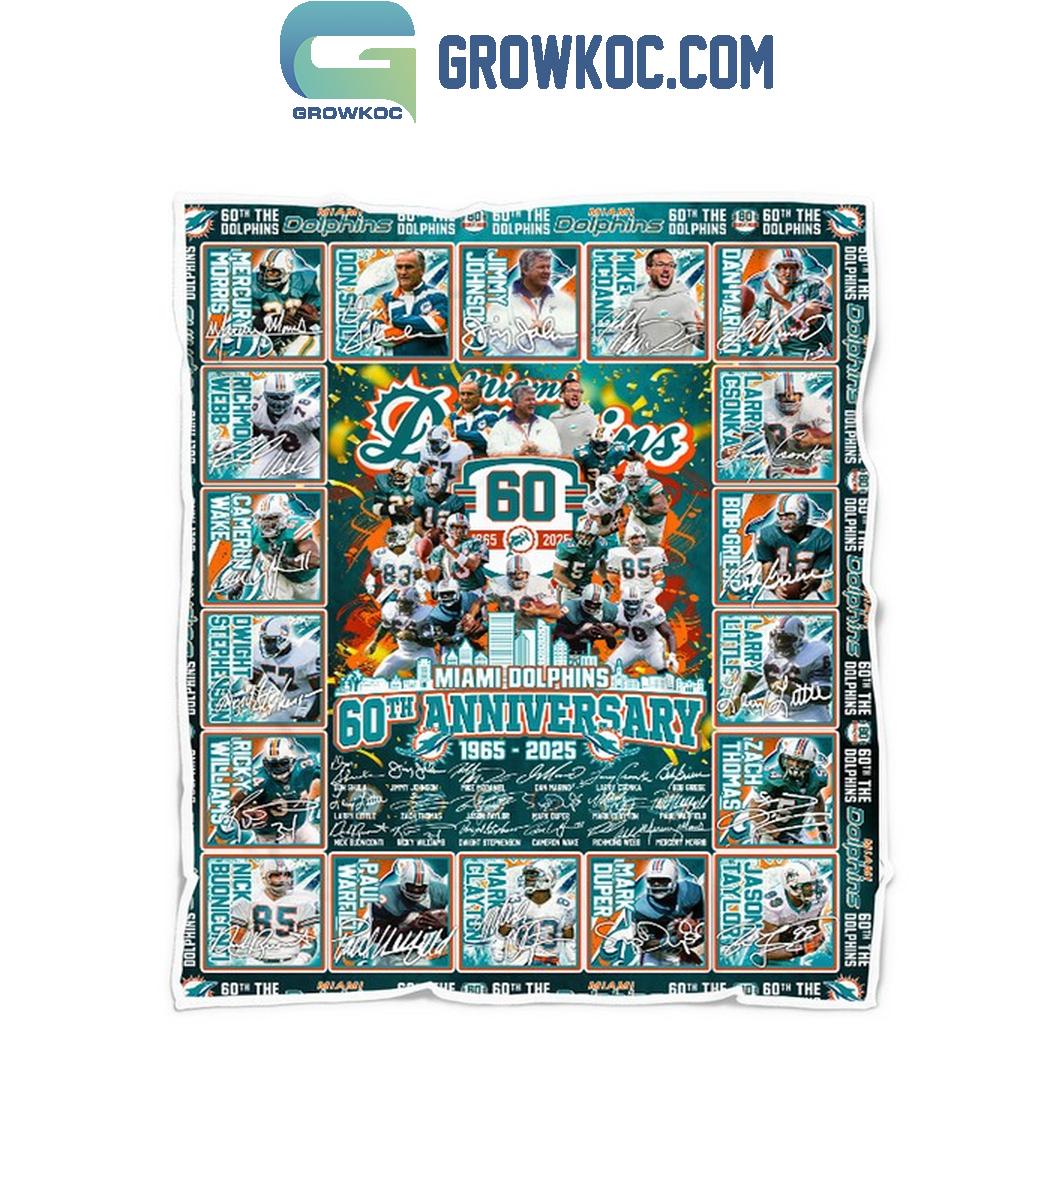 GROWKOC
GROWKOC.COM
60TH THE DOLPHINS MIAMI Dolphins 60TH THE DOLPHINS 60 60TH THE DOLPHINS MIAMI Dolphins 60TH THE DOLPHINS 60 60TH THE DOLPHINS
MERCURY MORRIS
DON SHULA
JIMMY JOHNSON
MIKE MCDANIEL
DAN MARINO
RICHMOND WEBB
LARRY CSONKA
CAMERON WAKE
BOB GRIESE
DWIGHT STEPHENSON
LARRY LITTLE
RICKY WILLIAMS
ZACH THOMAS
Miami
Dolphins
60
1965 2025
83
85
78
MIAMI DOLPHINS
60TH ANNIVERSARY
1965 - 2025
DON SHULA JIMMY JOHNSON MIKE MCDANIEL DAN MARINO LARRY CSONKA BOB GRIESE
LARRY LITTLE ZACH THOMAS JASON TAYLOR MARK DUPER MARK CLAYTON PAUL WARFIELD
NICK BUONICONTI RICKY WILLIAMS DWIGHT STEPHENSON CAMERON WAKE RICHMOND WEBB MERCURY MORRIS
NICK BUONICONTI
85
PAUL WARFIELD
MARK CLAYTON
MARK DUPER
JASON TAYLOR
60TH THE MIAMI 60TH THE MIAMI 60TH THE 60TH THE